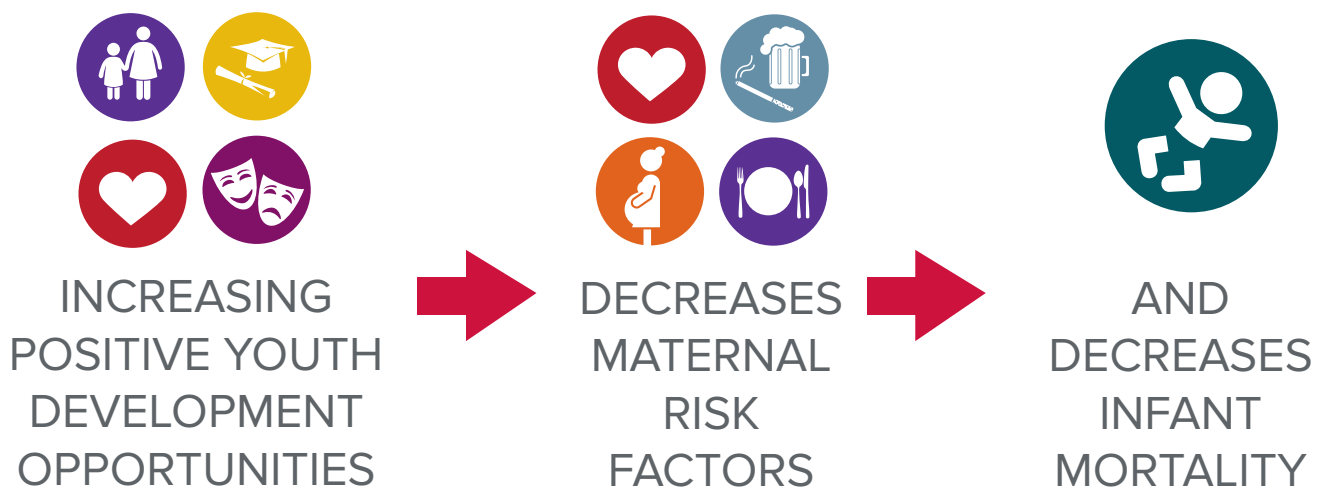 INCREASING
POSITIVE YOUTH
DEVELOPMENT
OPPORTUNITIES
DECREASES
MATERNAL
RISK
FACTORS
AND
DECREASES
INFANT
MORTALITY